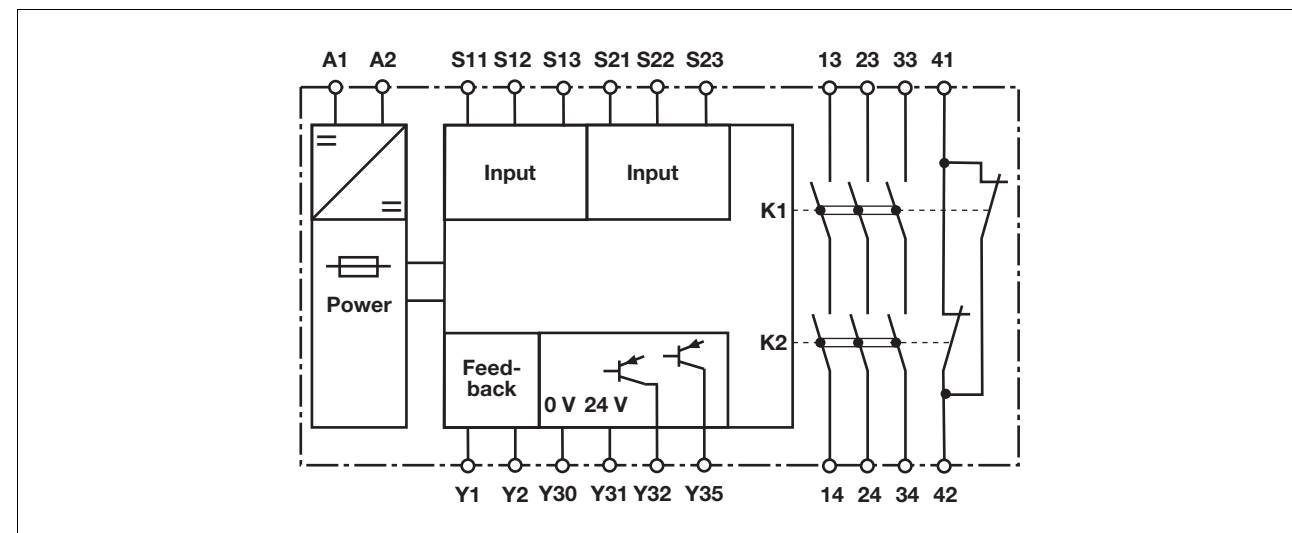 A1 A2 S11 S12 S13 S21 S22 S23 13 23 33 41
Input Input
K1
Power
K2
Feed-
back
0 V 24 V
Y1 Y2 Y30 Y31 Y32 Y35 14 24 34 42